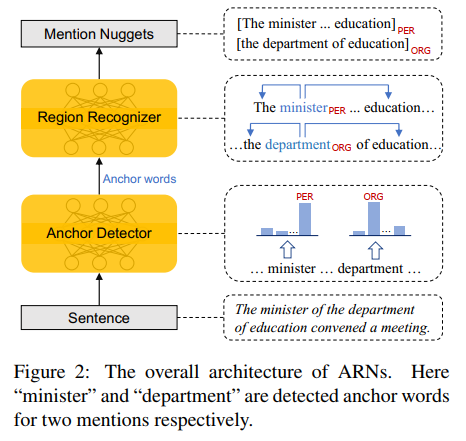 Mention Nuggets
[The minister ... education]PER
[the department of education]ORG
Region Recognizer
The ministerPER ... education…
…the departmentORG of education…
Anchor words
Anchor Detector
PER ORG
... ...
… minister … department …
Sentence
The minister of the department
of education convened a meeting.
Figure 2: The overall architecture of ARNs. Here
“minister” and “department” are detected anchor words
for two mentions respectively.